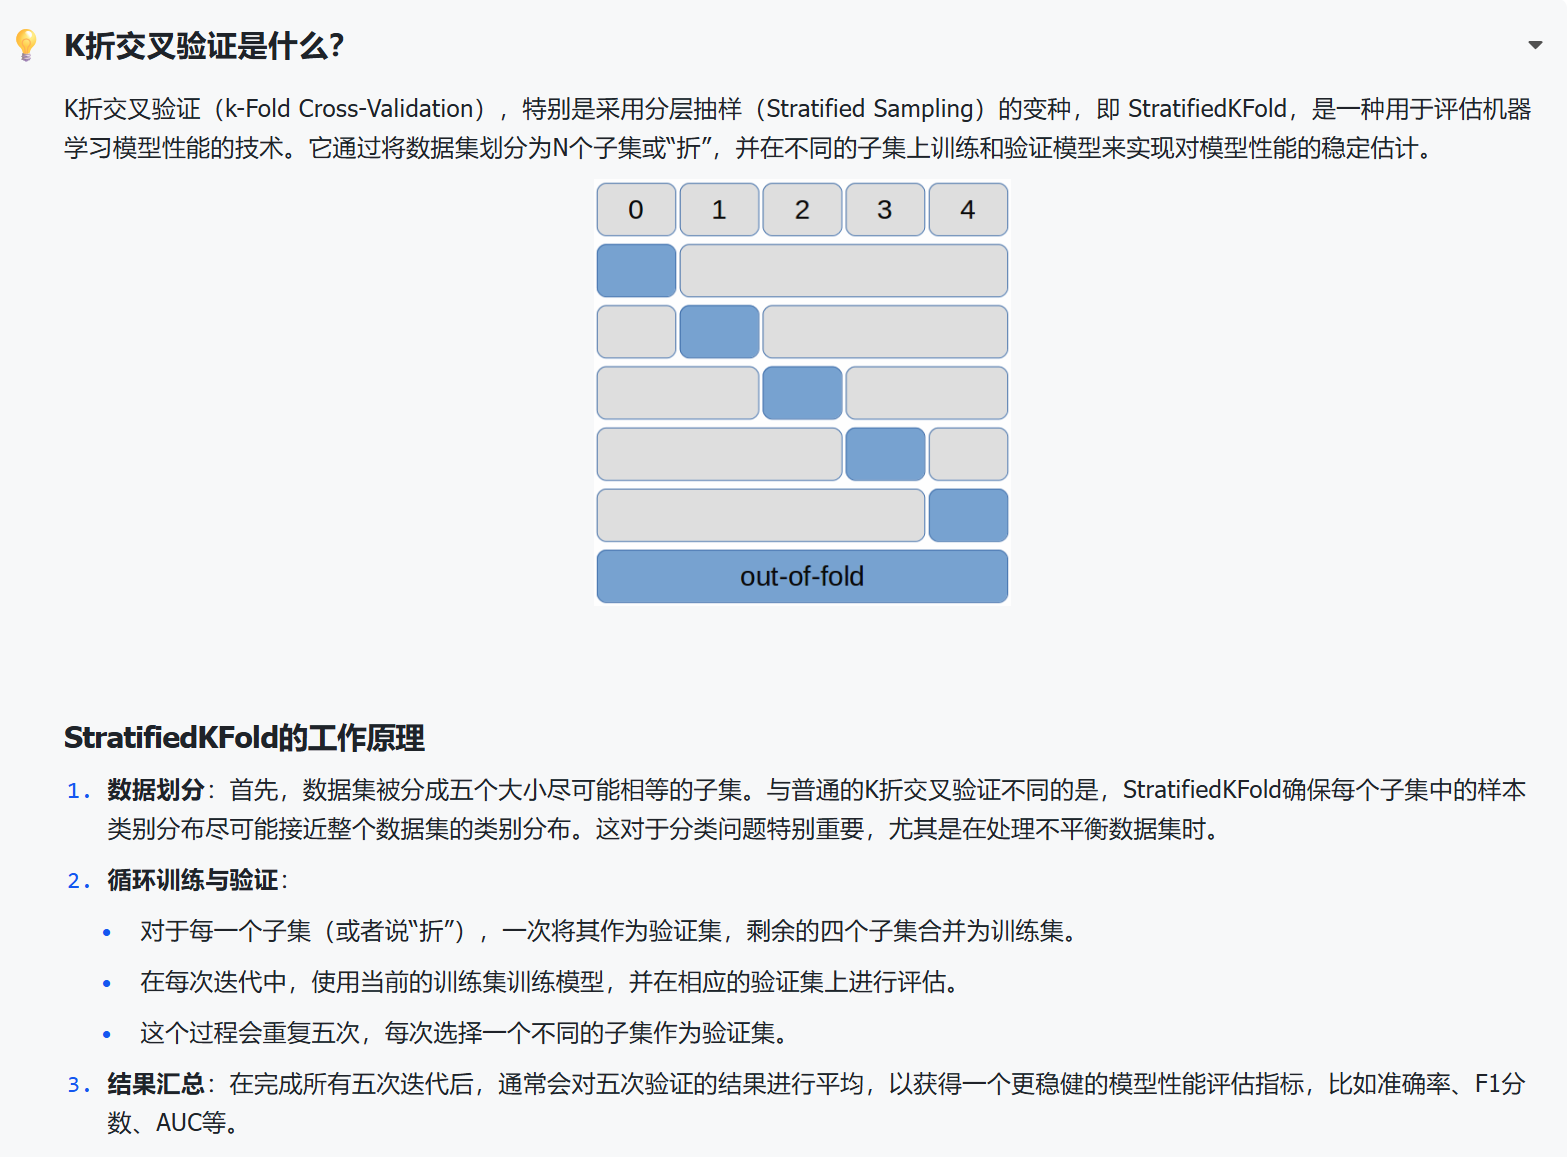 K折交叉验证是什么？
K折交叉验证（k-Fold Cross-Validation），特别是采用分层抽样（Stratified Sampling）的变种，即 StratifiedKFold，是一种用于评估机器
学习模型性能的技术。它通过将数据集划分为N个子集或“折”，并在不同的子集上训练和验证模型来实现对模型性能的稳定估计。
0 1 2 3 4
out-of-fold
StratifiedKFold的工作原理
1. 数据划分：首先，数据集被分成五个大小尽可能相等的子集。与普通的K折交叉验证不同的是，StratifiedKFold确保每个子集中的样本
类别分布尽可能接近整个数据集的类别分布。这对于分类问题特别重要，尤其是在处理不平衡数据集时。
2. 循环训练与验证：
• 对于每一个子集（或者说“折”），一次将其作为验证集，剩余的四个子集合并为训练集。
• 在每次迭代中，使用当前的训练集训练模型，并在相应的验证集上进行评估。
• 这个过程会重复五次，每次选择一个不同的子集作为验证集。
3. 结果汇总：在完成所有五次迭代后，通常会对五次验证的结果进行平均，以获得一个更稳健的模型性能评估指标，比如准确率、F1分
数、AUC等。